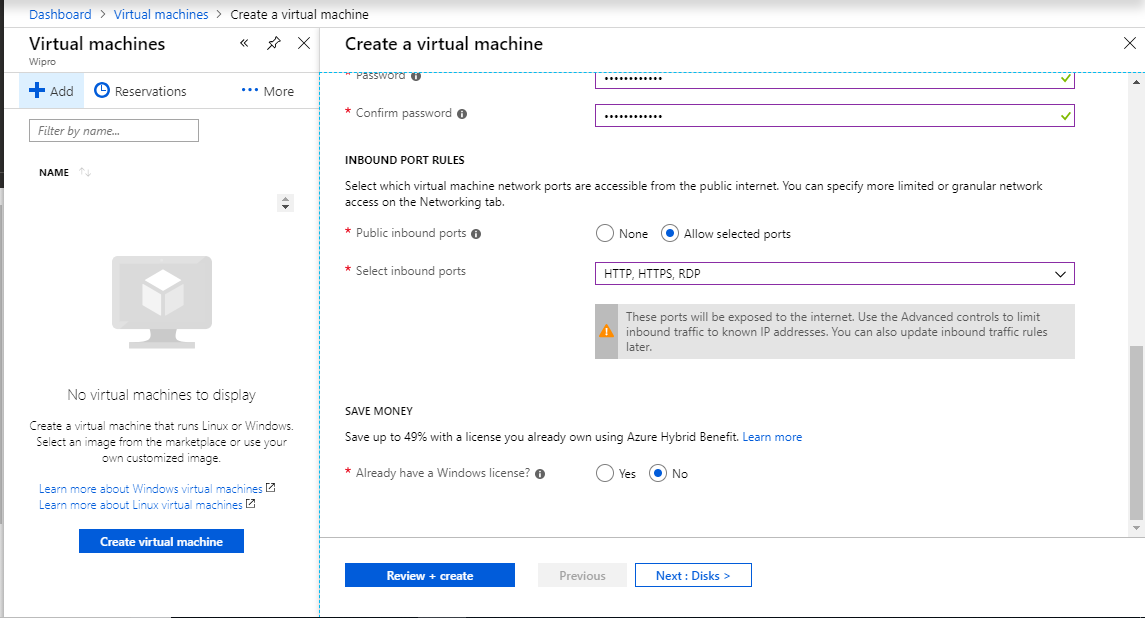 Dashboard > Virtual machines > Create a virtual machine
Virtual machines
Wipro
Add
Reservations
More
Filter by name...
NAME
No virtual machines to display
Create a virtual machine that runs Linux or Windows.
Select an image from the marketplace or use your
own customized image.
Learn more about Windows virtual machines
Learn more about Linux virtual machines
Create virtual machine
Create a virtual machine
* Password
••••••••••••
* Confirm password
••••••••••••
INBOUND PORT RULES
Select which virtual machine network ports are accessible from the public internet. You can specify more limited or granular network
access on the Networking tab.
* Public inbound ports
None
Allow selected ports
* Select inbound ports
HTTP, HTTPS, RDP
These ports will be exposed to the internet. Use the Advanced controls to limit
inbound traffic to known IP addresses. You can also update inbound traffic rules
later.
SAVE MONEY
Save up to 49% with a license you already own using Azure Hybrid Benefit. Learn more
* Already have a Windows license?
Yes
No
Review + create
Previous
Next : Disks >